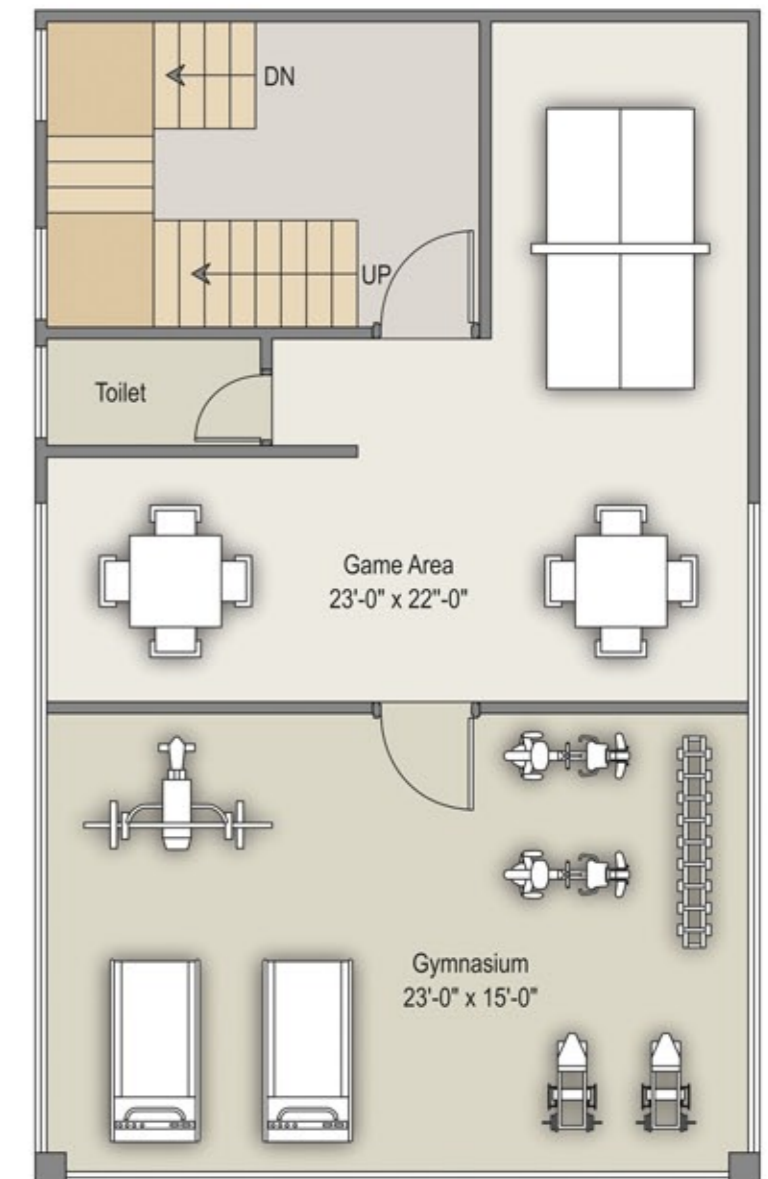 DN
UP
Toilet
Game Area
23'-0" x 22"-0"
Gymnasium
23'-0" x 15'-0"